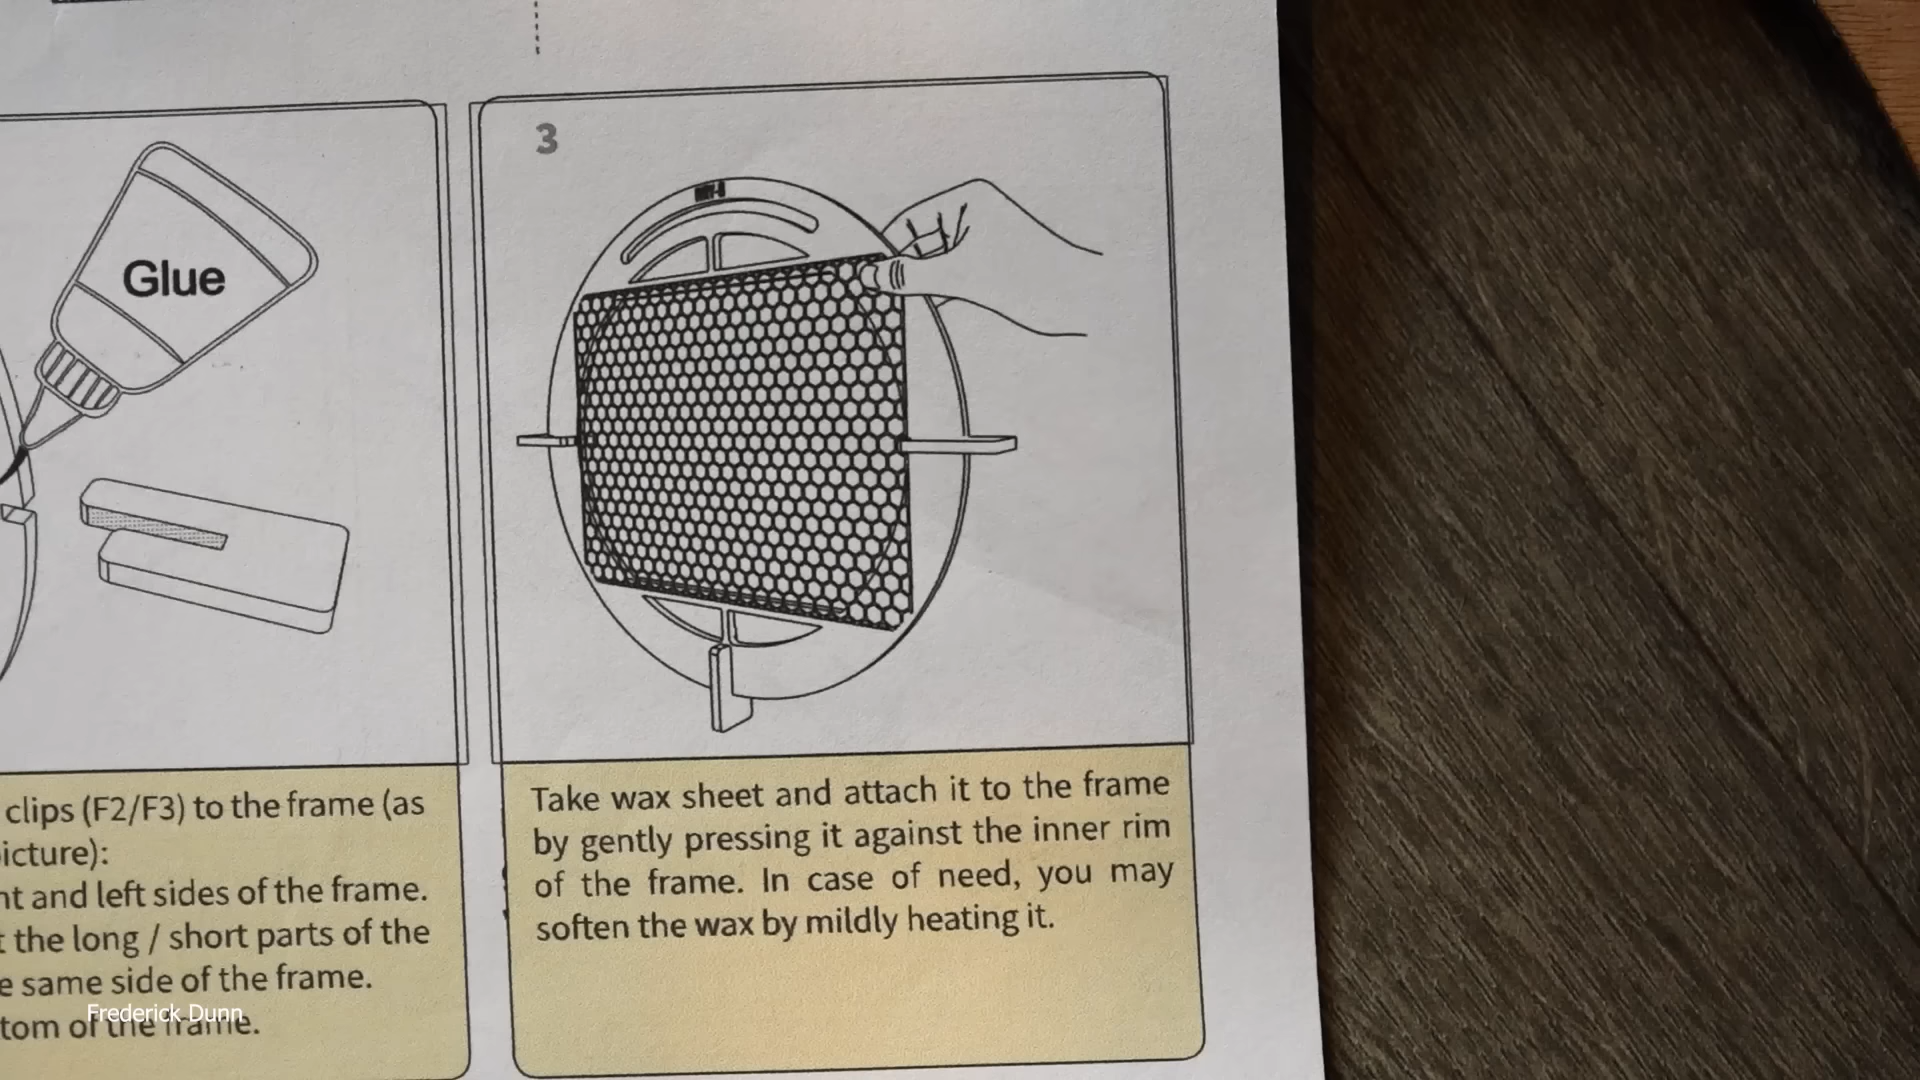 Glue
clips (F2/F3) to the frame (as
icture):
nt and left sides of the frame.
t the long / short parts of the
e same side of the frame.
tom of the frame.
Frederick Dunn
3
Take wax sheet and attach it to the frame
by gently pressing it against the inner rim
of the frame. In case of need, you may
soften the wax by mildly heating it.